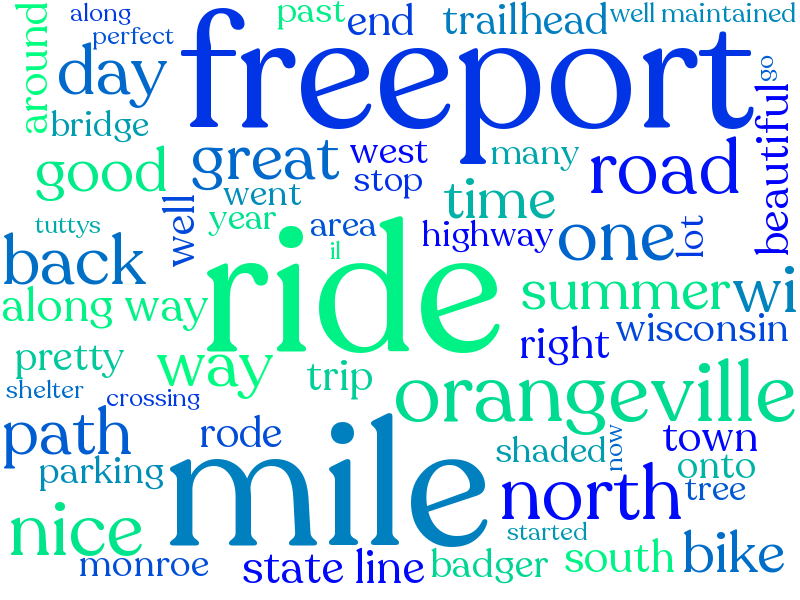 along
past
end
trailhead
well maintained
perfect
around
day
freeport
go
bridge
beautiful
good
great
west
many
road
stop
went
time
well
tuttys
year
area
highway
one
lot
il
back
ride
along way
summer
wi
right
wisconsin
pretty
way
trip
shelter
crossing
orangeville
path
rode
mile
shaded
now
town
parking
onto
north
tree
nice
started
monroe
state line
badger
south
bike